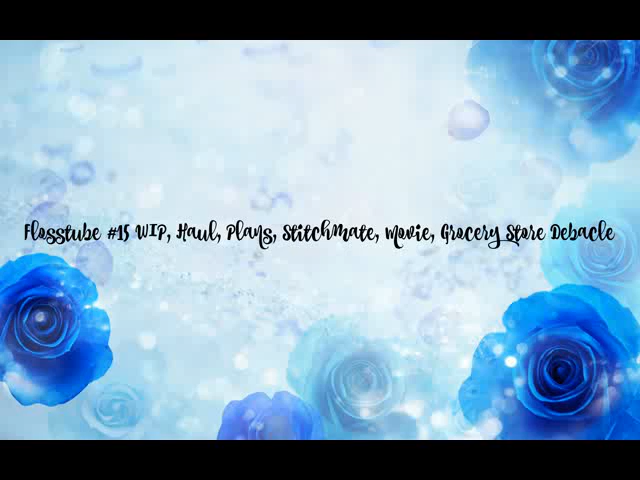 Flosstube #15 WIP, Haul, Plans, Stitchmate, Movie, Grocery Store Debacle